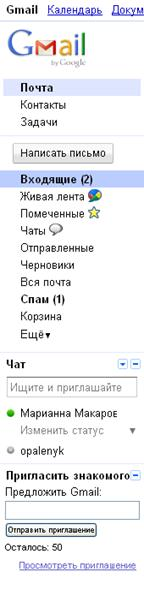 Gmail Календарь Докум
Gmail
by Google
Почта
Контакты
Задачи
Написать письмо
Входящие (2)
Живая лента
Помеченные
Чаты
Отправленные
Черновики
Вся почта
Спам (1)
Корзина
Ещё▼
Чат
Ищите и приглашайте
Марианна Макаров
Изменить статус ▼
opalenyk
Пригласить знакомого
Предложить Gmail:
Отправить приглашение
Осталось: 50
Просмотреть приглашение